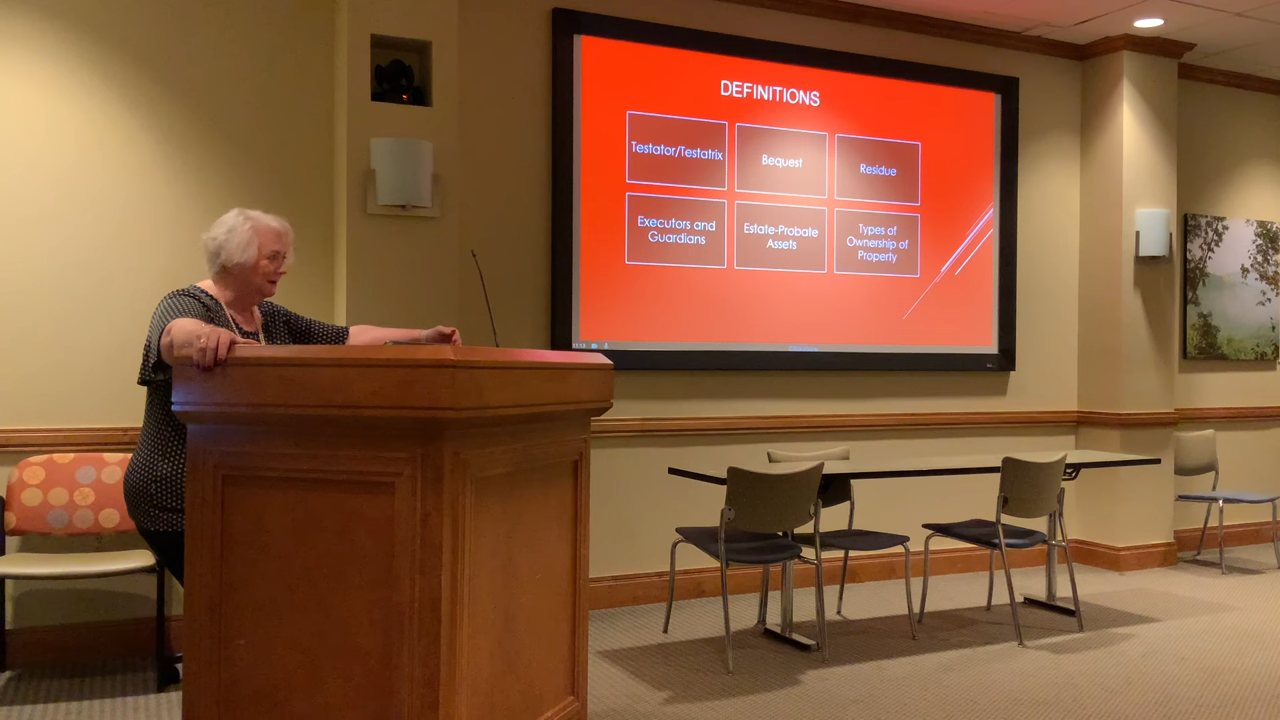 DEFINITIONS
Testator/Testatrix
Bequest
Residue
Executors and
Guardians
Estate-Probate
Assets
Types of
Ownership of
Property